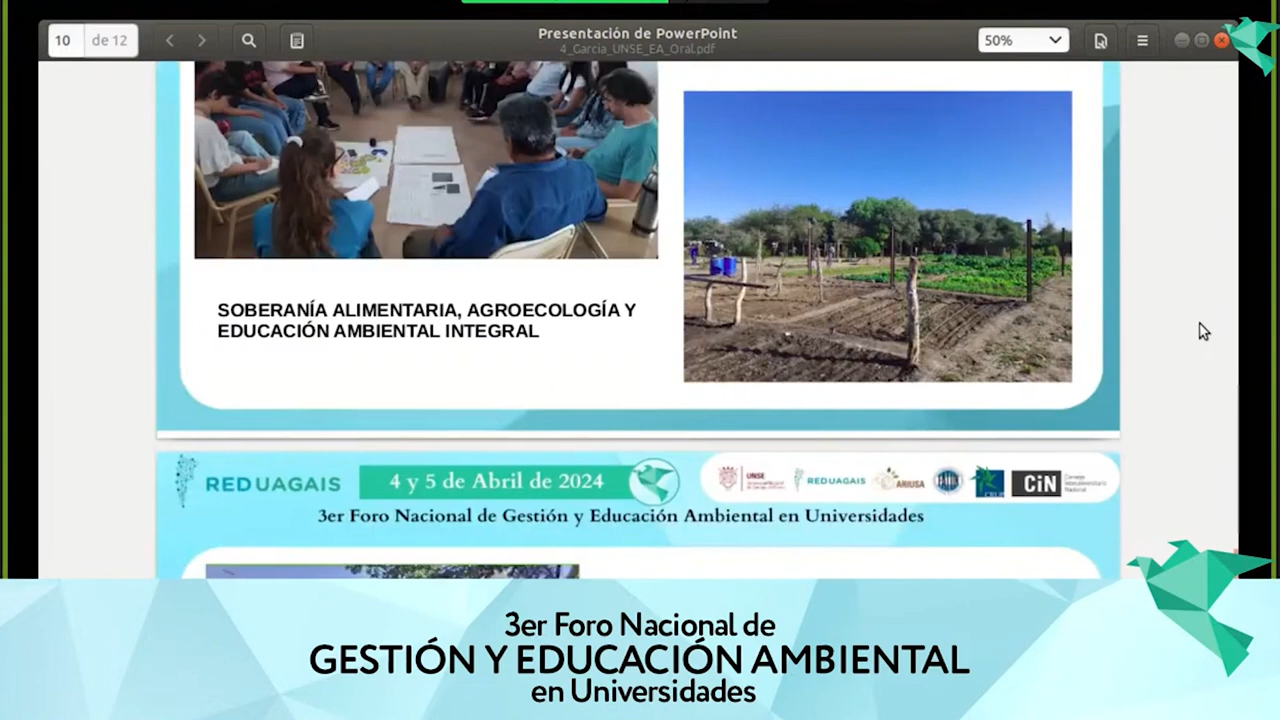 10
de 12
Presentación de PowerPoint
4_Garcia_UNSE_EA_Oral.pdf
50%
SOBERANÍA ALIMENTARIA, AGROECOLOGÍA Y
EDUCACIÓN AMBIENTAL INTEGRAL
RED UAGAIS
4 y 5 de Abril de 2024
UNSE
REDUAGAIS
ARIUSA
CiN
3er Foro Nacional de Gestión y Educación Ambiental en Universidades
3er Foro Nacional de
GESTIÓN Y EDUCACIÓN AMBIENTAL
en Universidades